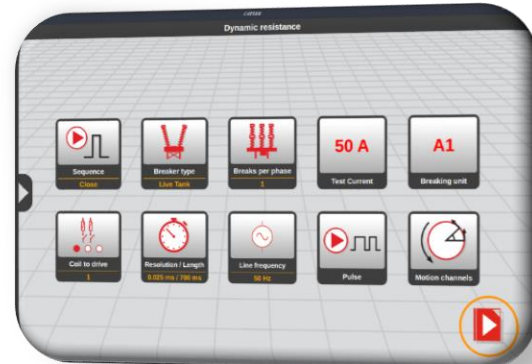 Dynamic resistance
Sequence
Close
Breaker type
Live Tank
Breaks per phase
1
50 A
Test Current
A1
Breaking unit
Coil to drive
1
Resolution / Length
0.025 ms / 700 ms
Line frequency
50 Hz
Pulse
Motion channels